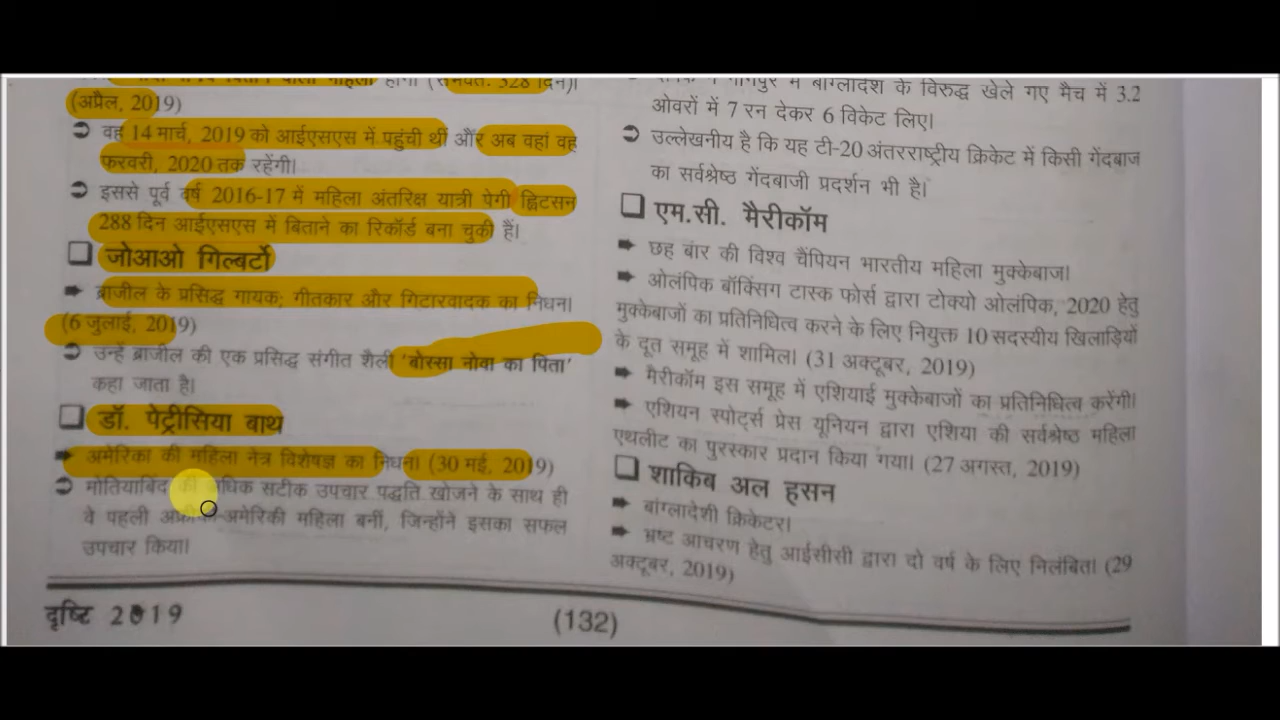 (अप्रैल, 2019)
➲ वह 14 मार्च, 2019 को आईएसएस में पहुंची थीं और अब वहां वह
फरवरी, 2020 तक रहेंगी।
➲ इससे पूर्व वर्ष 2016-17 में महिला अंतरिक्ष यात्री पेगी ह्विटसन
288 दिन आईएसएस में बिताने का रिकॉर्ड बना चुकी हैं।
❑ जोआओ गिल्बर्टो
➡ ब्राजील के प्रसिद्ध गायक; गीतकार और गिटारवादक का निधन।
(6 जुलाई, 2019)
➲ उन्हें ब्राजील की एक प्रसिद्ध संगीत शैली 'बोस्सा नोवा का पिता'
कहा जाता है।
❑ डॉ. पेट्रीसिया बाथ
➡ अमेरिका की महिला नेत्र विशेषज्ञ का निधन। (30 मई, 2019)
➲ मोतियाबिंद की अधिक सटीक उपचार पद्धति खोजने के साथ ही
वे पहली अफ्रीकी-अमेरिकी महिला बनीं, जिन्होंने इसका सफल
उपचार किया।
में बांग्लादेश के विरुद्ध खेले गए मैच में 3.2
ओवरों में 7 रन देकर 6 विकेट लिए।
➲ उल्लेखनीय है कि यह टी-20 अंतरराष्ट्रीय क्रिकेट में किसी गेंदबाज
का सर्वश्रेष्ठ गेंदबाजी प्रदर्शन भी है।
❑ एम.सी. मैरीकॉम
➡ छह बार की विश्व चैंपियन भारतीय महिला मुक्केबाज।
➡ ओलंपिक बॉक्सिंग टास्क फोर्स द्वारा टोक्यो ओलंपिक, 2020 हेतु
मुक्केबाजों का प्रतिनिधित्व करने के लिए नियुक्त 10 सदस्यीय खिलाड़ियों
के दूत समूह में शामिल। (31 अक्टूबर, 2019)
➡ मैरीकॉम इस समूह में एशियाई मुक्केबाजों का प्रतिनिधित्व करेंगी।
➡ एशियन स्पोर्ट्स प्रेस यूनियन द्वारा एशिया की सर्वश्रेष्ठ महिला
एथलीट का पुरस्कार प्रदान किया गया। (27 अगस्त, 2019)
❑ शाकिब अल हसन
➡ बांग्लादेशी क्रिकेटर।
➡ भ्रष्ट आचरण हेतु आईसीसी द्वारा दो वर्ष के लिए निलंबित। (29
अक्टूबर, 2019)
दृष्टि 2019
(132)